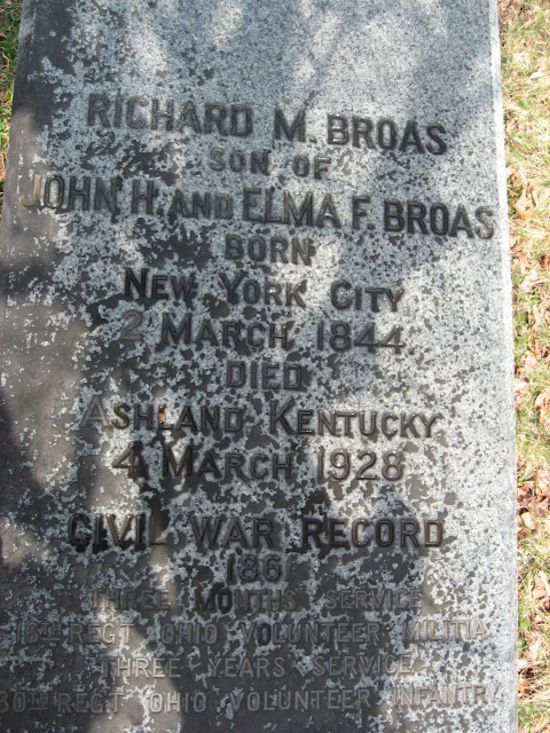 RICHARD M. BROAS
SON OF
JOHN H. AND ELMA F. BROAS
BORN
NEW YORK CITY
2 MARCH 1844
DIED
ASHLAND KENTUCKY
4 MARCH 1928
CIVIL WAR RECORD
1861
THREE MONTHS SERVICE
16TH REGT OHIO VOLUNTEER MILITIA
THREE YEARS SERVICE
80TH REGT OHIO VOLUNTEER INFANTRY